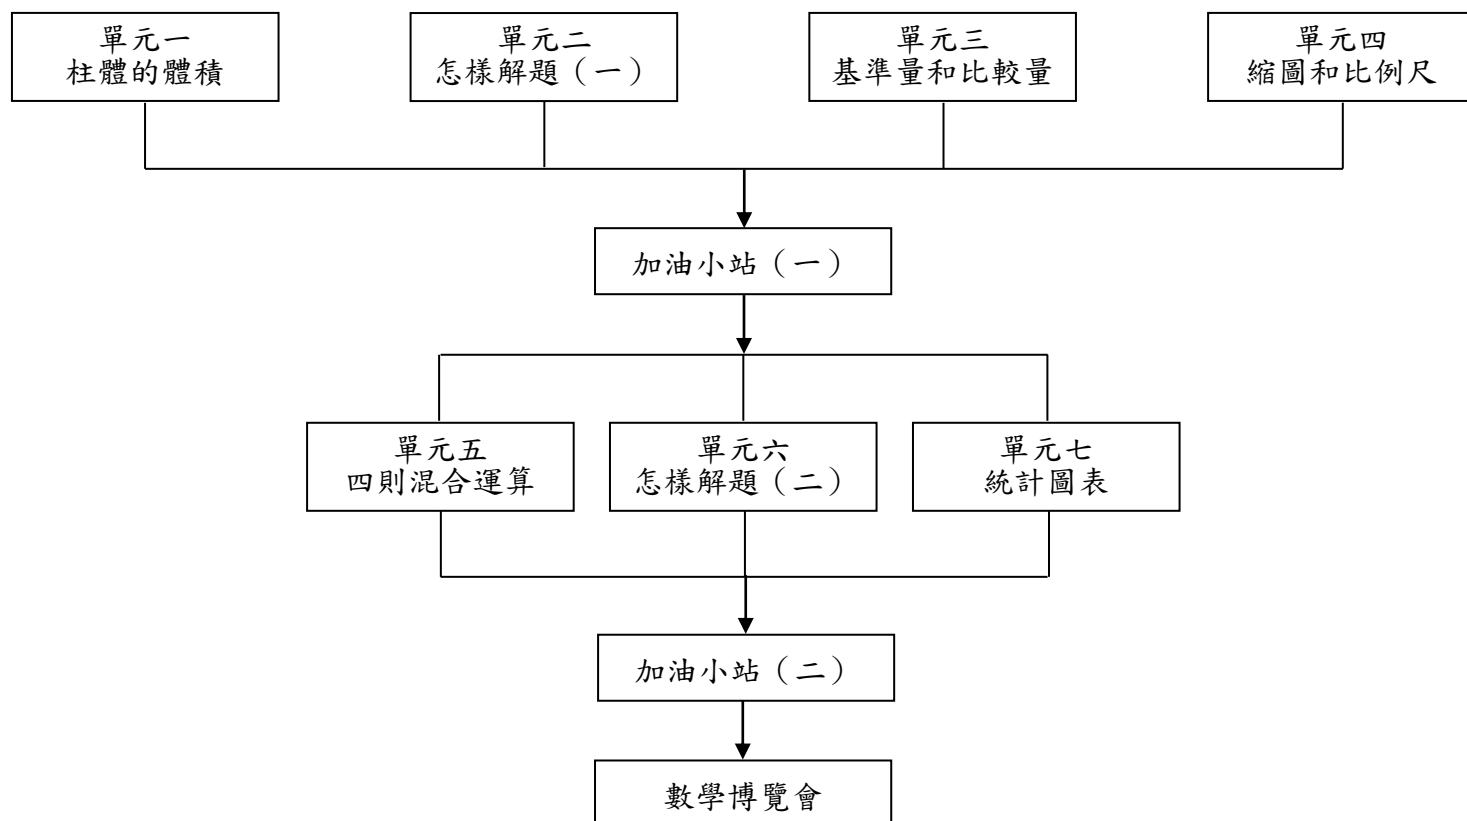 單元一
柱體的體積
單元二
怎樣解題（一）
單元三
基準量和比較量
單元四
縮圖和比例尺
加油小站（一）
單元五
四則混合運算
單元六
怎樣解題（二）
單元七
統計圖表
加油小站（二）
數學博覽會